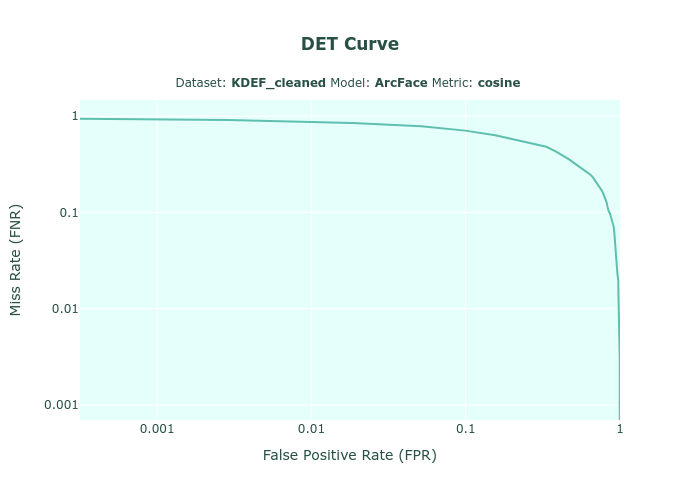 DET Curve
Dataset: KDEF_cleaned Model: ArcFace Metric: cosine
1
0.1
0.01
0.001
Miss Rate (FNR)
0.001
0.01
0.1
1
False Positive Rate (FPR)